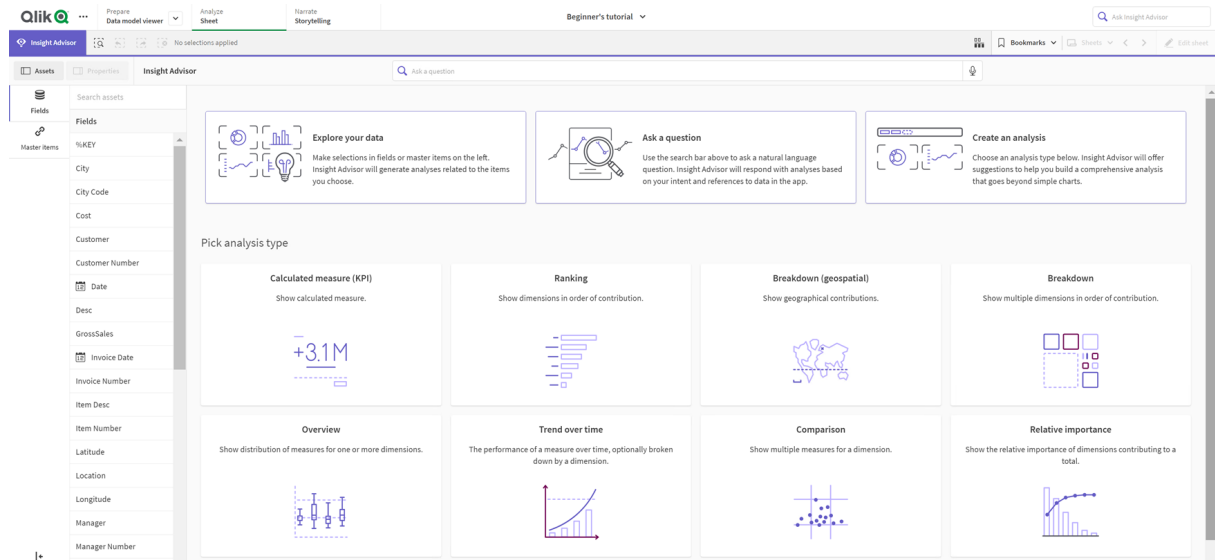 Qlik
Prepare
Data model viewer
Analyze
Sheet
Narrate
Storytelling
Beginner's tutorial
Ask Insight Advisor
Insight Advisor
No selections applied
Bookmarks
Sheets
Edit sheet
Assets
Properties
Insight Advisor
Ask a question
Fields
Master items
Search assets
Fields
%KEY
City
City Code
Cost
Customer
Customer Number
Date
Desc
GrossSales
Invoice Date
Invoice Number
Item Desc
Item Number
Latitude
Location
Longitude
Manager
Manager Number
Explore your data
Make selections in fields or master items on the left.
Insight Advisor will generate analyses related to the items
you choose.
Ask a question
Use the search bar above to ask a natural language
question. Insight Advisor will respond with analyses based
on your intent and references to data in the app.
Create an analysis
Choose an analysis type below. Insight Advisor will offer
suggestions to help you build a comprehensive analysis
that goes beyond simple charts.
Pick analysis type
Calculated measure (KPI)
Show calculated measure.
+3.1M
Ranking
Show dimensions in order of contribution.
Breakdown (geospatial)
Show geographical contributions.
Breakdown
Show multiple dimensions in order of contribution.
Overview
Show distribution of measures for one or more dimensions.
Trend over time
The performance of a measure over time, optionally broken
down by a dimension.
Comparison
Show multiple measures for a dimension.
Relative importance
Show the relative importance of dimensions contributing to a
total.